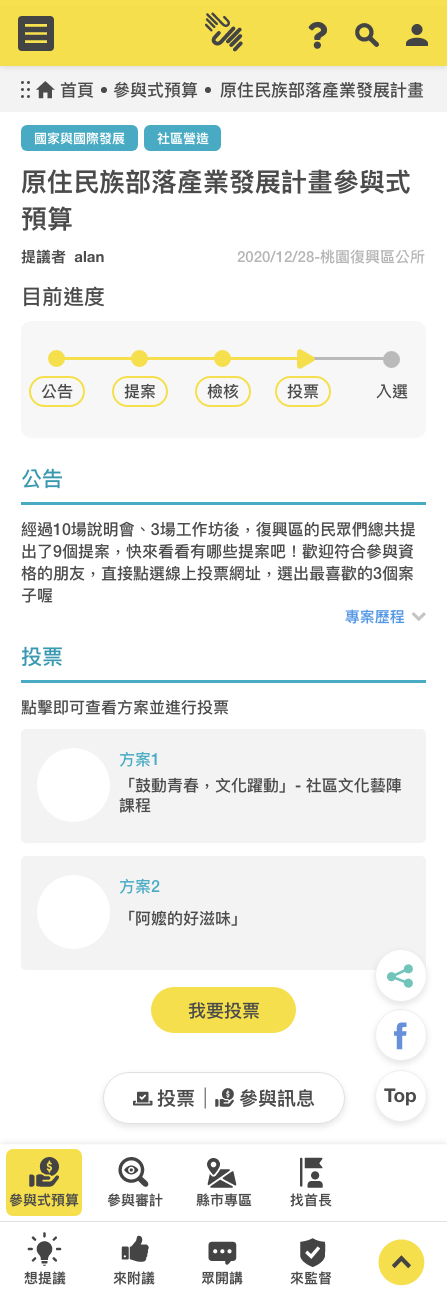 首頁 • 參與式預算 • 原住民族部落產業發展計畫
國家與國際發展 社區營造
原住民族部落產業發展計畫參與式
預算
提議者 alan 2020/12/28-桃園復興區公所
目前進度
公告 提案 檢核 投票 入選
公告
經過10場說明會、3場工作坊後，復興區的民眾們總共提
出了9個提案，快來看看有哪些提案吧！歡迎符合參與資
格的朋友，直接點選線上投票網址，選出最喜歡的3個案
子喔
專案歷程
投票
點擊即可查看方案並進行投票
方案1
「鼓動青春，文化躍動」- 社區文化藝陣
課程
方案2
「阿嬤的好滋味」
我要投票
Top
投票 | 參與訊息
參與式預算 參與審計 縣市專區 找首長
想提議 來附議 眾開講 來監督